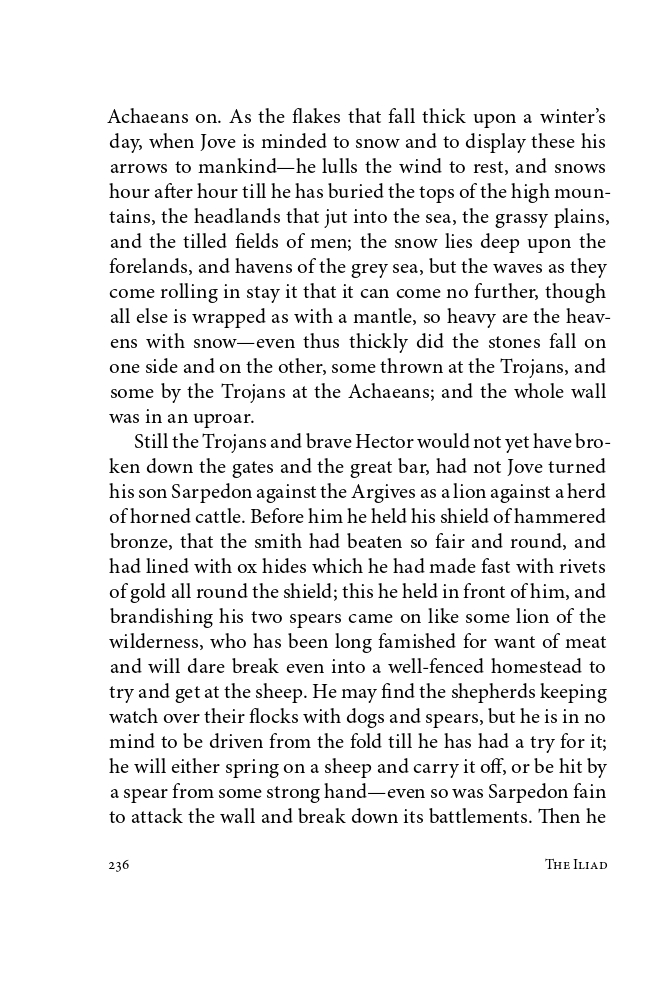 Achaeans on. As the flakes that fall thick upon a winter’s
day, when Jove is minded to snow and to display these his
arrows to mankind—he lulls the wind to rest, and snows
hour after hour till he has buried the tops of the high moun-
tains, the headlands that jut into the sea, the grassy plains,
and the tilled fields of men; the snow lies deep upon the
forelands, and havens of the grey sea, but the waves as they
come rolling in stay it that it can come no further, though
all else is wrapped as with a mantle, so heavy are the heav-
ens with snow—even thus thickly did the stones fall on
one side and on the other, some thrown at the Trojans, and
some by the Trojans at the Achaeans; and the whole wall
was in an uproar.
Still the Trojans and brave Hector would not yet have bro-
ken down the gates and the great bar, had not Jove turned
his son Sarpedon against the Argives as a lion against a herd
of horned cattle. Before him he held his shield of hammered
bronze, that the smith had beaten so fair and round, and
had lined with ox hides which he had made fast with rivets
of gold all round the shield; this he held in front of him, and
brandishing his two spears came on like some lion of the
wilderness, who has been long famished for want of meat
and will dare break even into a well-fenced homestead to
try and get at the sheep. He may find the shepherds keeping
watch over their flocks with dogs and spears, but he is in no
mind to be driven from the fold till he has had a try for it;
he will either spring on a sheep and carry it off, or be hit by
a spear from some strong hand—even so was Sarpedon fain
to attack the wall and break down its battlements. Then he
236 The Iliad